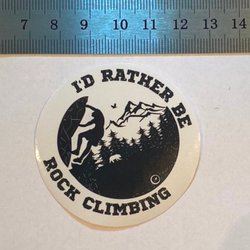 7 8 9 10 11 12 13 14
I'D RATHER BE
ROCK CLIMBING